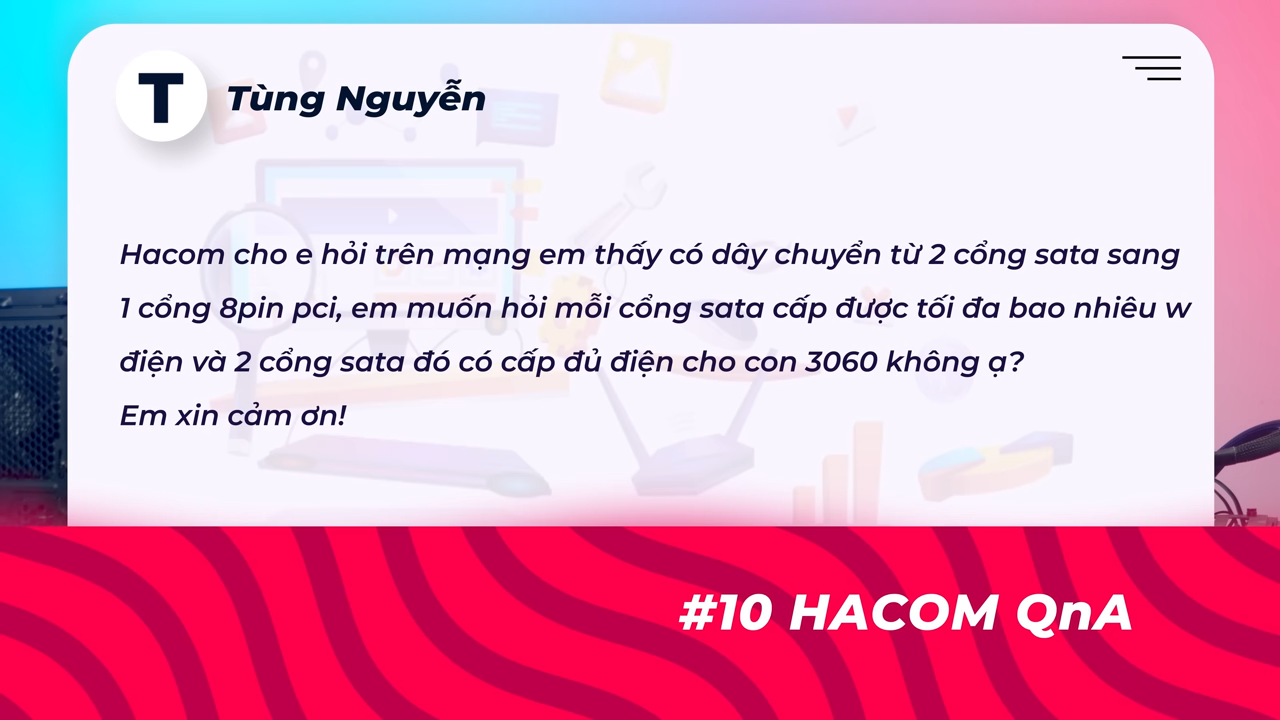 T
Tùng Nguyễn
Hacom cho e hỏi trên mạng em thấy có dây chuyển từ 2 cổng sata sang
1 cổng 8pin pci, em muốn hỏi mỗi cổng sata cấp được tối đa bao nhiêu w
điện và 2 cổng sata đó có cấp đủ điện cho con 3060 không ạ?
Em xin cảm ơn!
#10 HACOM QnA